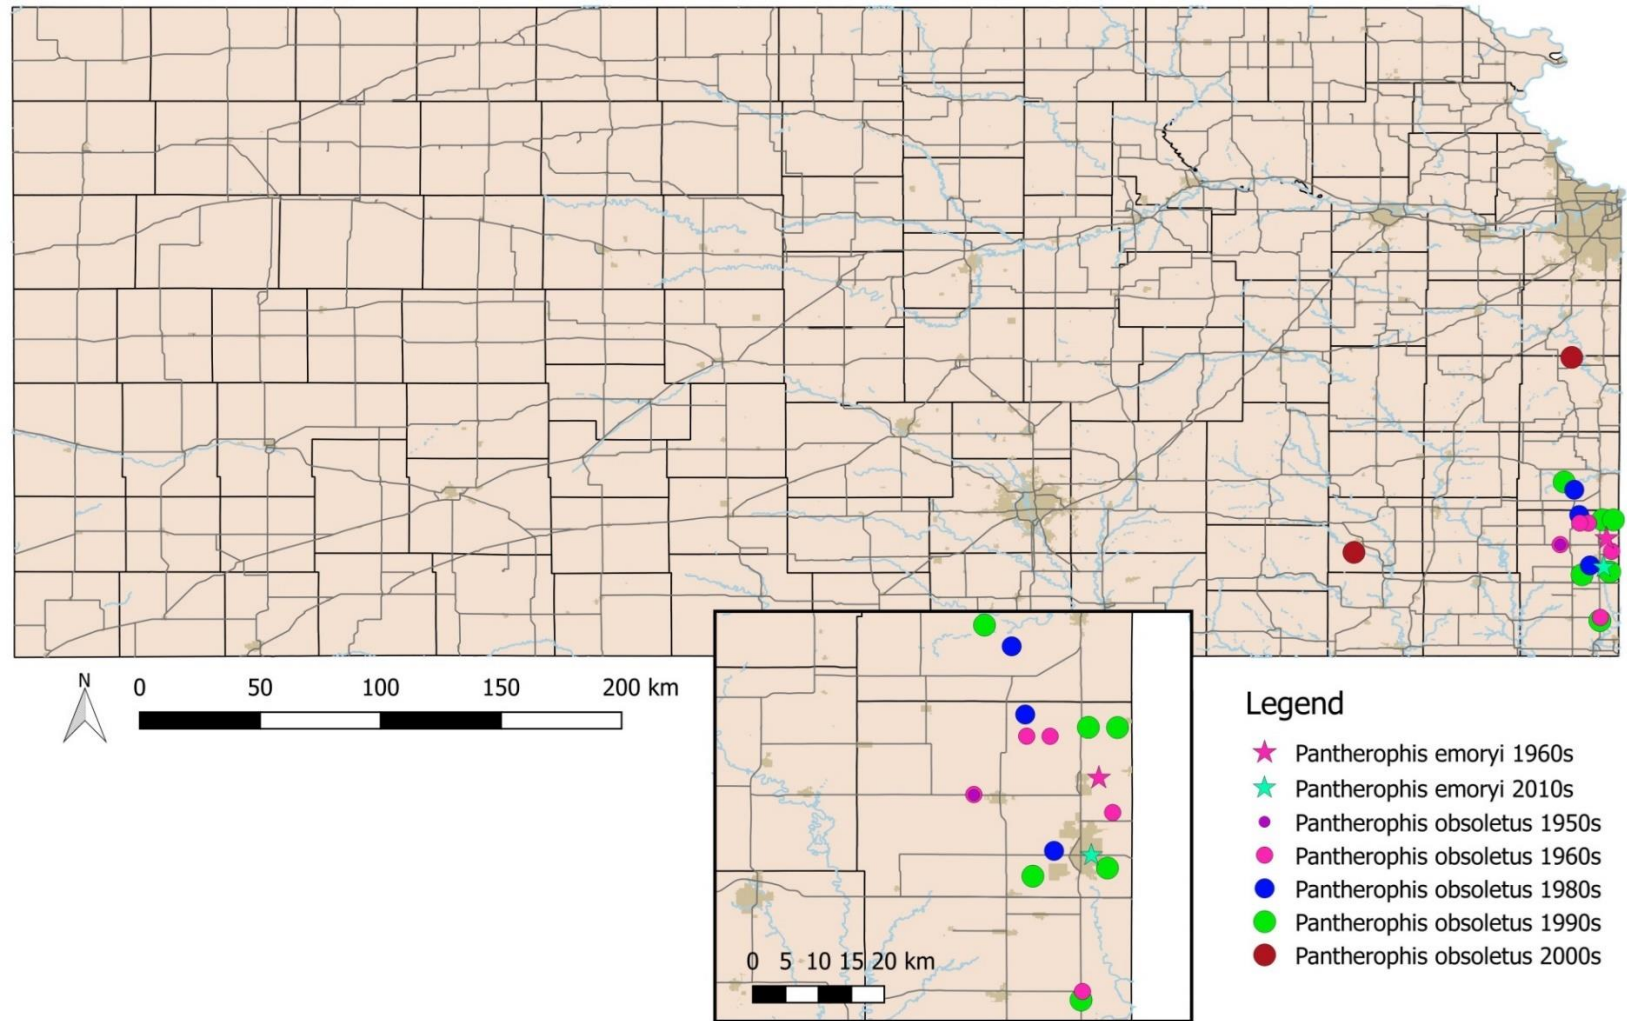 N
0 50 100 150 200 km
0 5 10 15 20 km
Legend
Pantherophis emoryi 1960s
Pantherophis emoryi 2010s
Pantherophis obsoletus 1950s
Pantherophis obsoletus 1960s
Pantherophis obsoletus 1980s
Pantherophis obsoletus 1990s
Pantherophis obsoletus 2000s